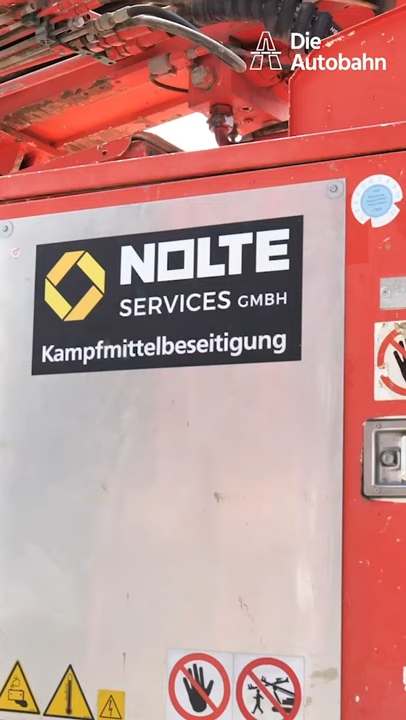 Die
Autobahn
NOLTE
SERVICES GMBH
Kampfmittelbeseitigung